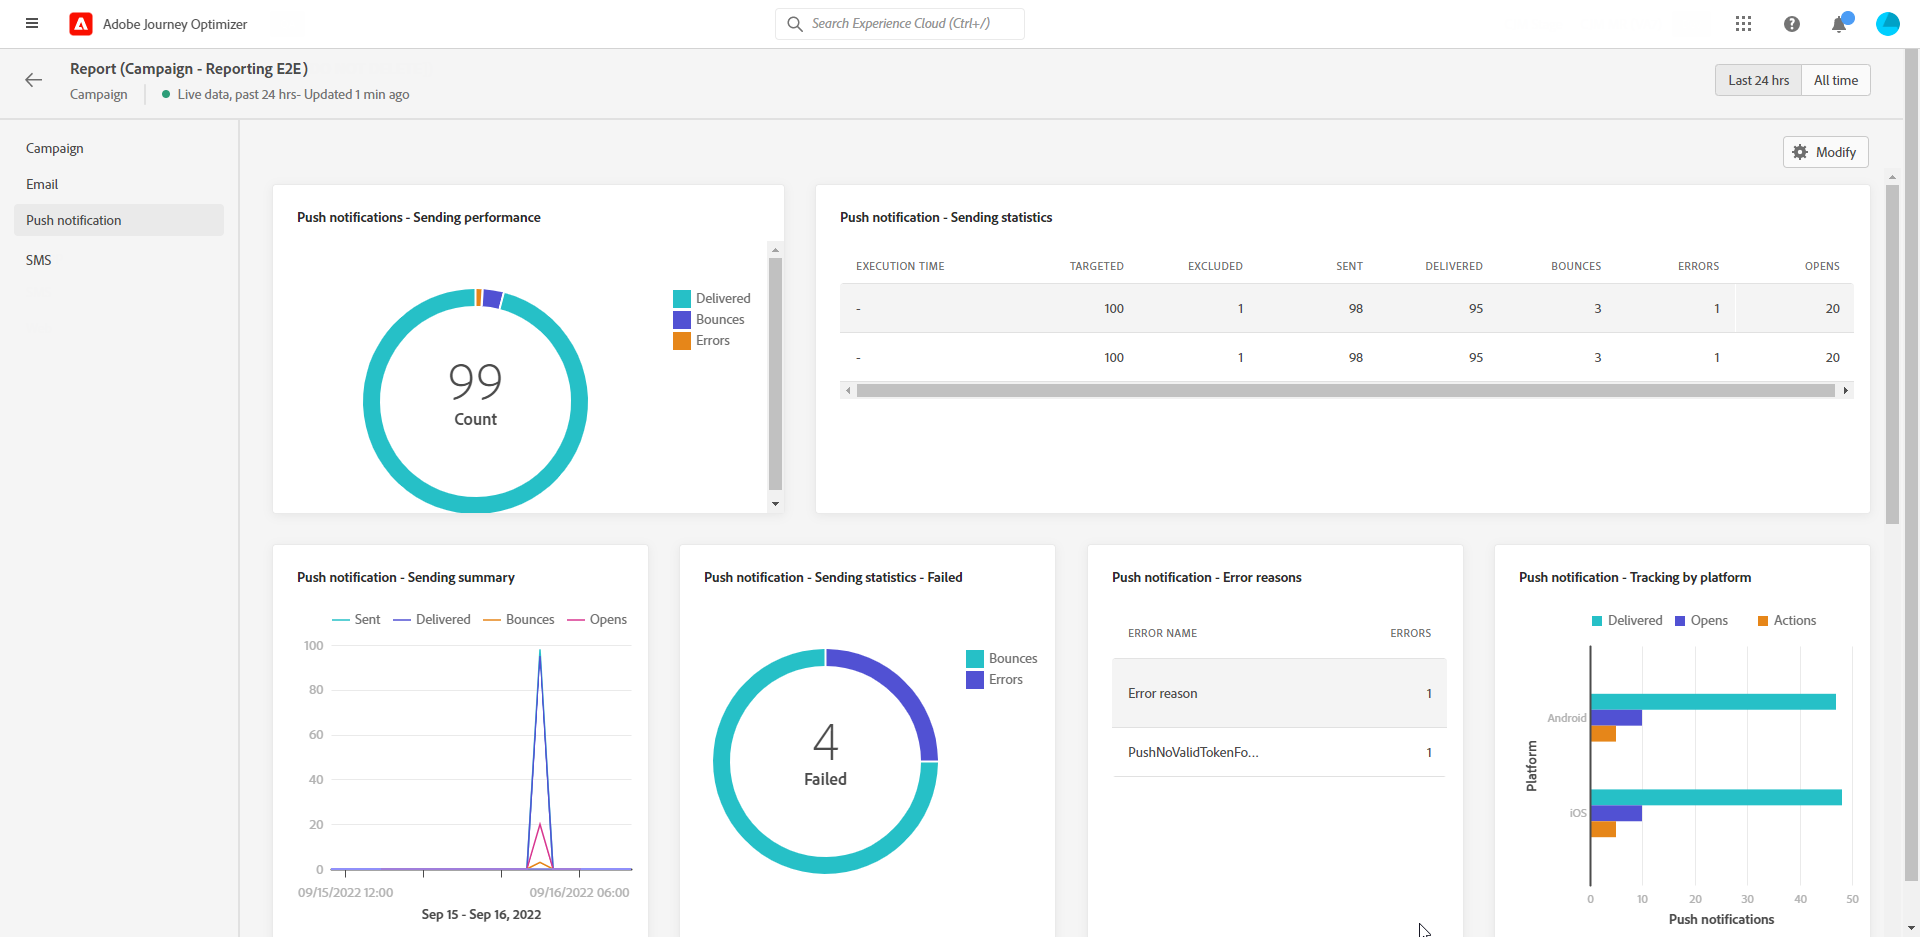 Adobe Journey Optimizer
Search Experience Cloud (Ctrl+/)
Report (Campaign - Reporting E2E)
Campaign
Live data, past 24 hrs- Updated 1 min ago
Last 24 hrs
All time
Campaign
Email
Push notification
SMS
Modify
Push notifications - Sending performance
99
Count
Delivered
Bounces
Errors
Push notification - Sending statistics
EXECUTION TIME TARGETED EXCLUDED SENT DELIVERED BOUNCES ERRORS OPENS
- 100 1 98 95 3 1 20
- 100 1 98 95 3 1 20
Push notification - Sending summary
Sent Delivered Bounces Opens
100
80
60
40
20
0
09/15/2022 12:00 09/16/2022 06:00
Sep 15 - Sep 16, 2022
Push notification - Sending statistics - Failed
4
Failed
Bounces
Errors
Push notification - Error reasons
ERROR NAME ERRORS
Error reason 1
PushNoValidTokenFo... 1
Push notification - Tracking by platform
Delivered Opens Actions
Platform
Android
iOS
0 10 20 30 40 50
Push notifications